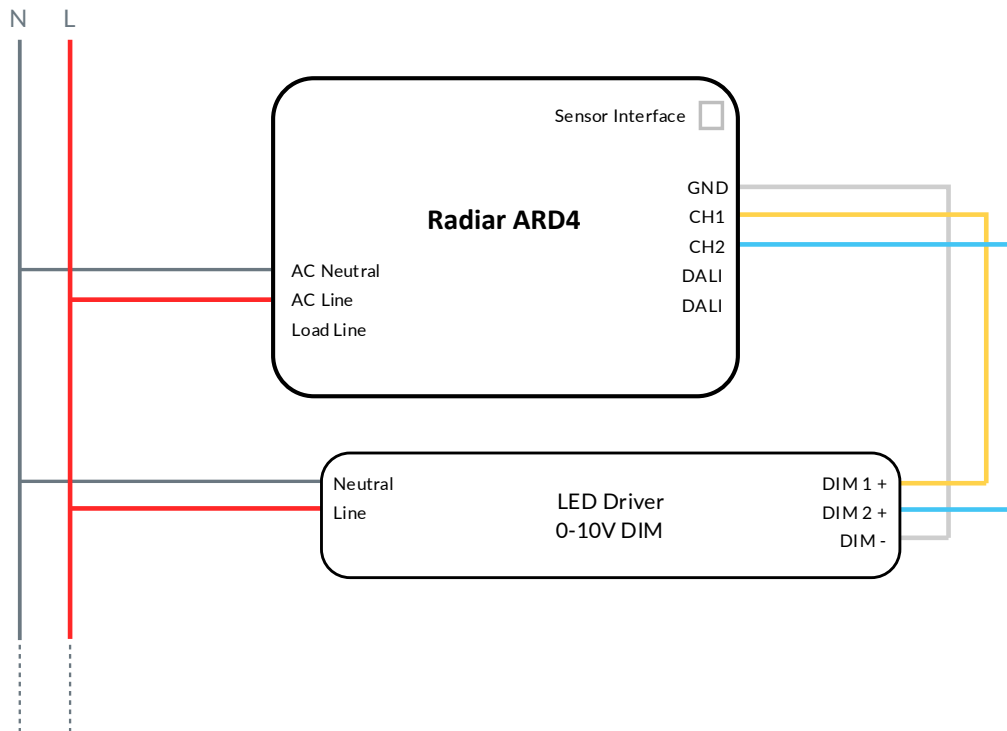 N L
Sensor Interface
Radiar ARD4
GND
CH1
CH2
DALI
DALI
AC Neutral
AC Line
Load Line
Neutral
Line
LED Driver
0-10V DIM
DIM 1 +
DIM 2 +
DIM -